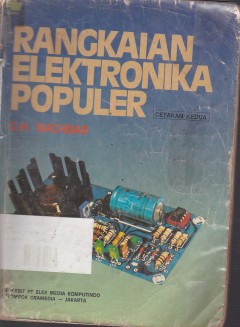 RANGKAIAN
ELEKTRONIKA
POPULER
CETAKAN KEDUA
PT ELEX MEDIA KOMPUTINDO
GRAMEDIA – JAKARTA